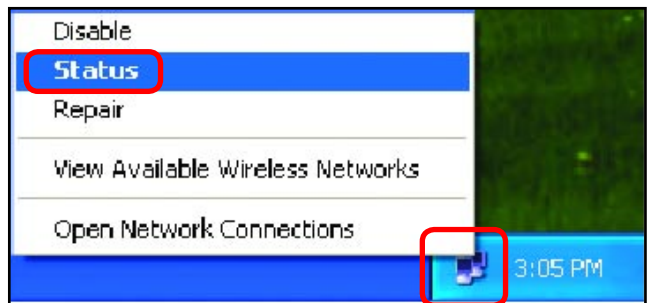 Disable
Status
Repair
View Available Wireless Networks
Open Network Connections
3:05 PM